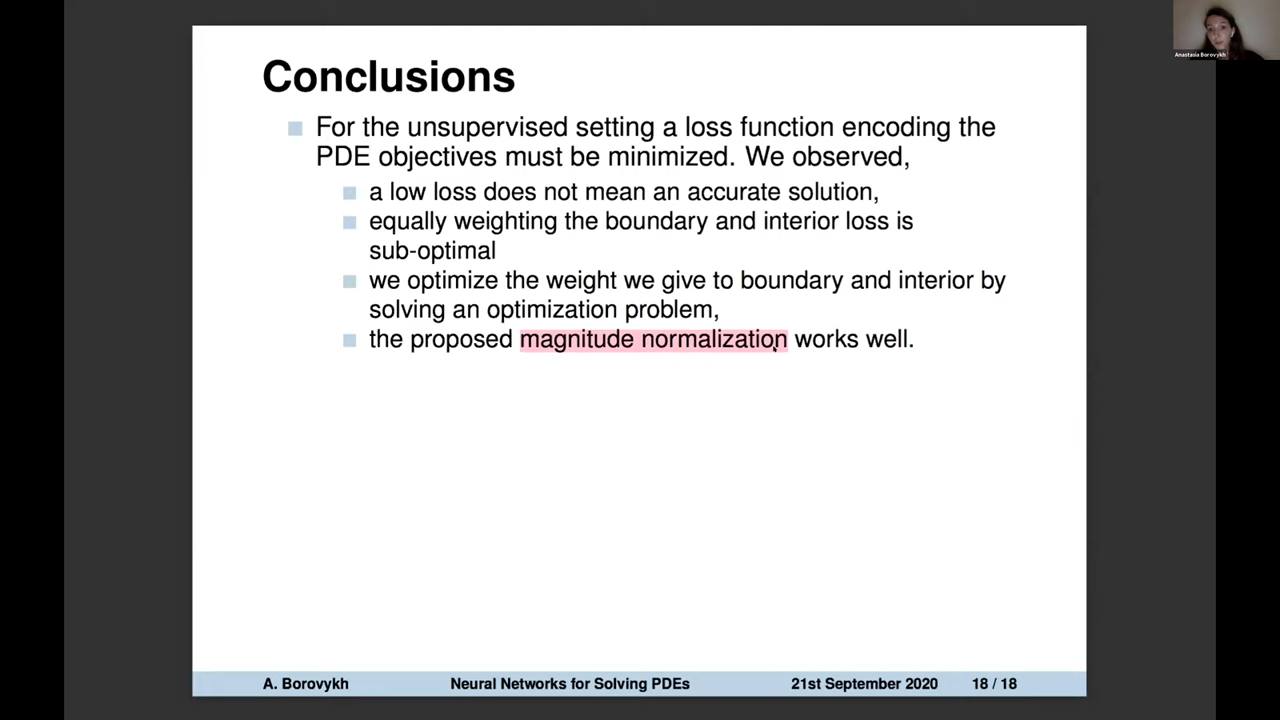 Conclusions
For the unsupervised setting a loss function encoding the
PDE objectives must be minimized. We observed,
a low loss does not mean an accurate solution,
equally weighting the boundary and interior loss is
sub-optimal
we optimize the weight we give to boundary and interior by
solving an optimization problem,
the proposed magnitude normalization works well.
A. Borovykh Neural Networks for Solving PDEs 21st September 2020 18 / 18
Anastasia Borovykh